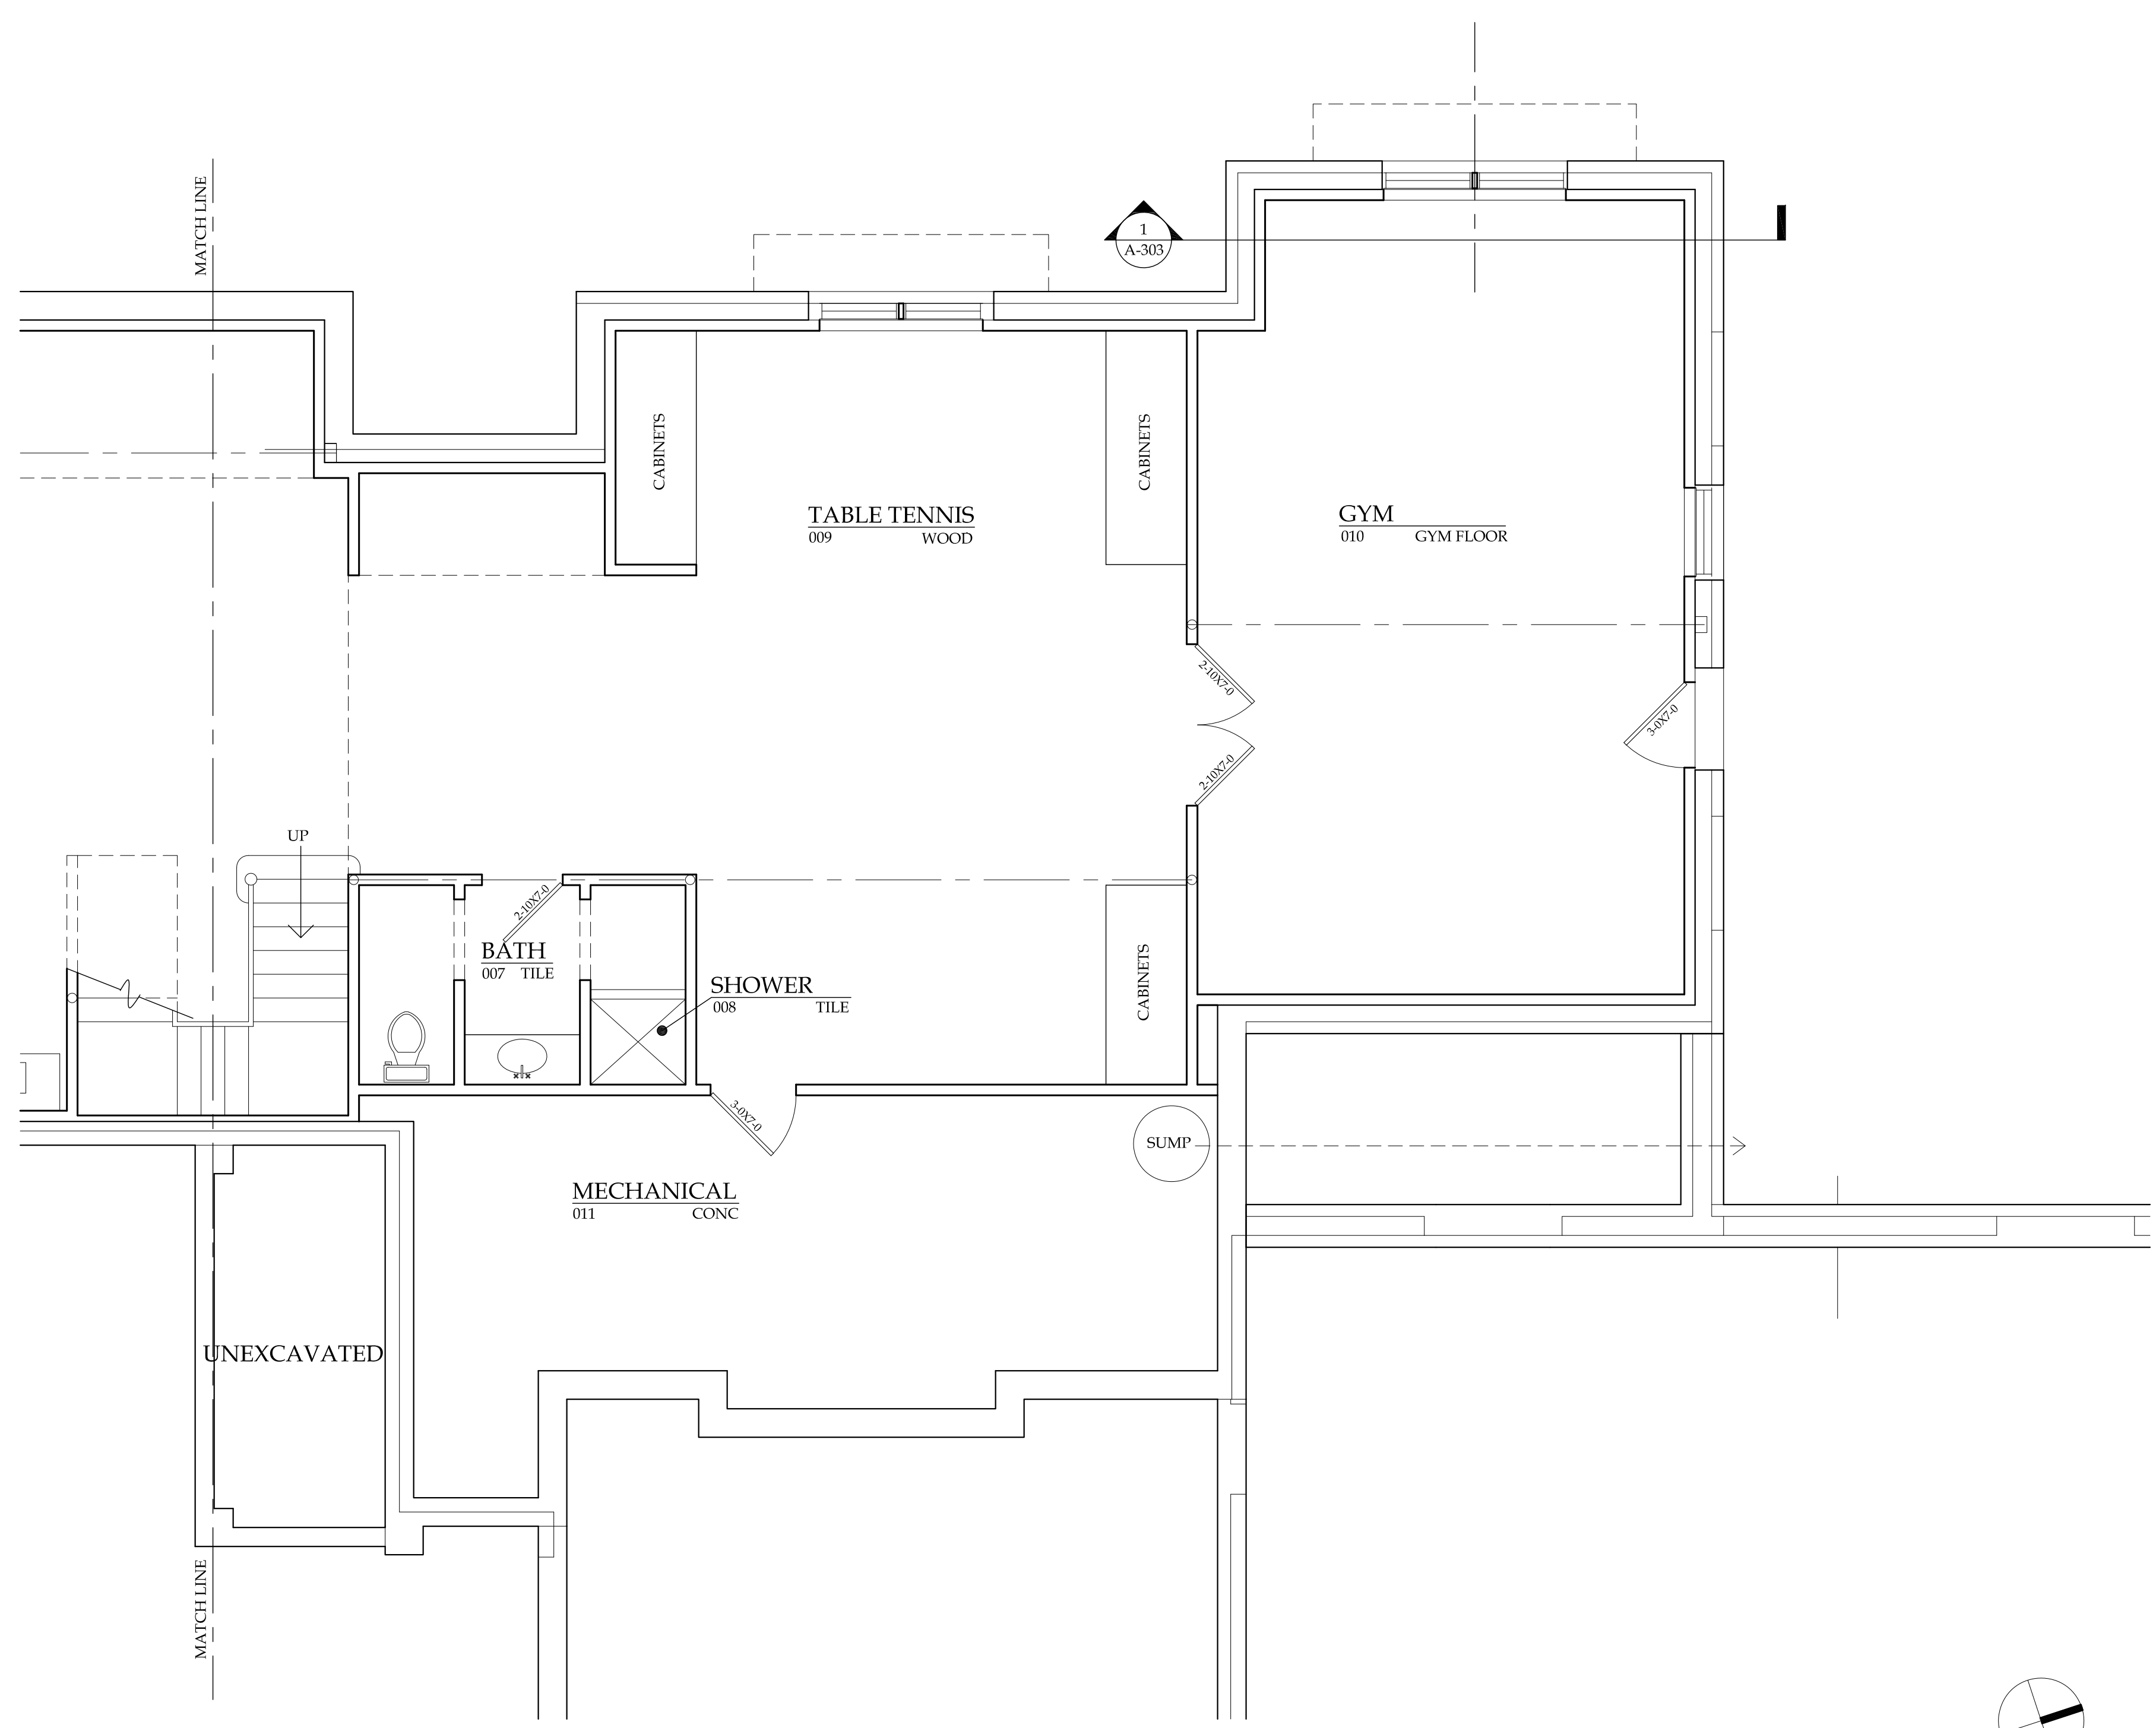 MATCH LINE
1
A-303
CABINETS
CABINETS
TABLE TENNIS
009 WOOD
GYM
010 GYM FLOOR
2-10X7-0
3-0X7-0
2-10X7-0
UP
2-10X7-0
BATH
007 TILE
SHOWER
008 TILE
CABINETS
3-0X7-0
SUMP
MECHANICAL
011 CONC
UNEXCAVATED
MATCH LINE